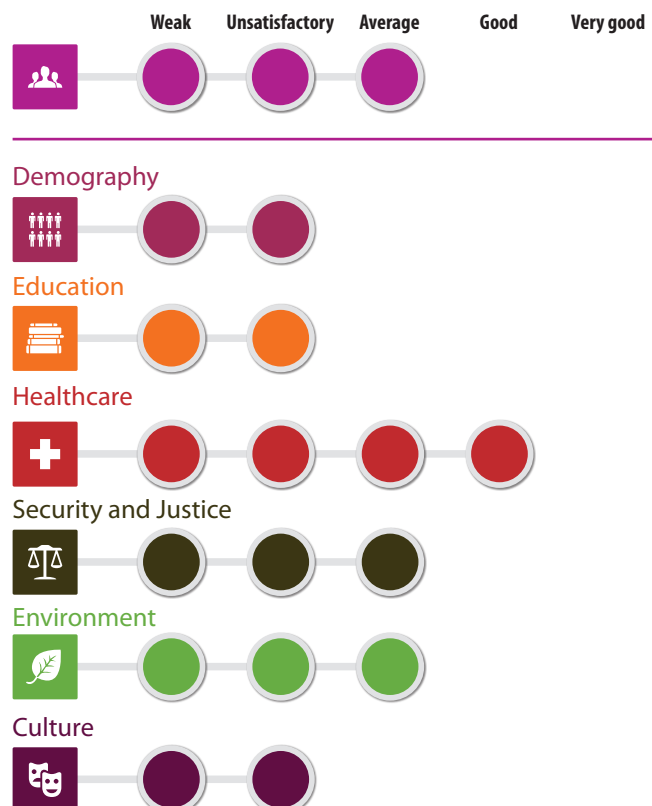 Weak Unsatisfactory Average Good Very good
Demography
Education
Healthcare
Security and Justice
Environment
Culture